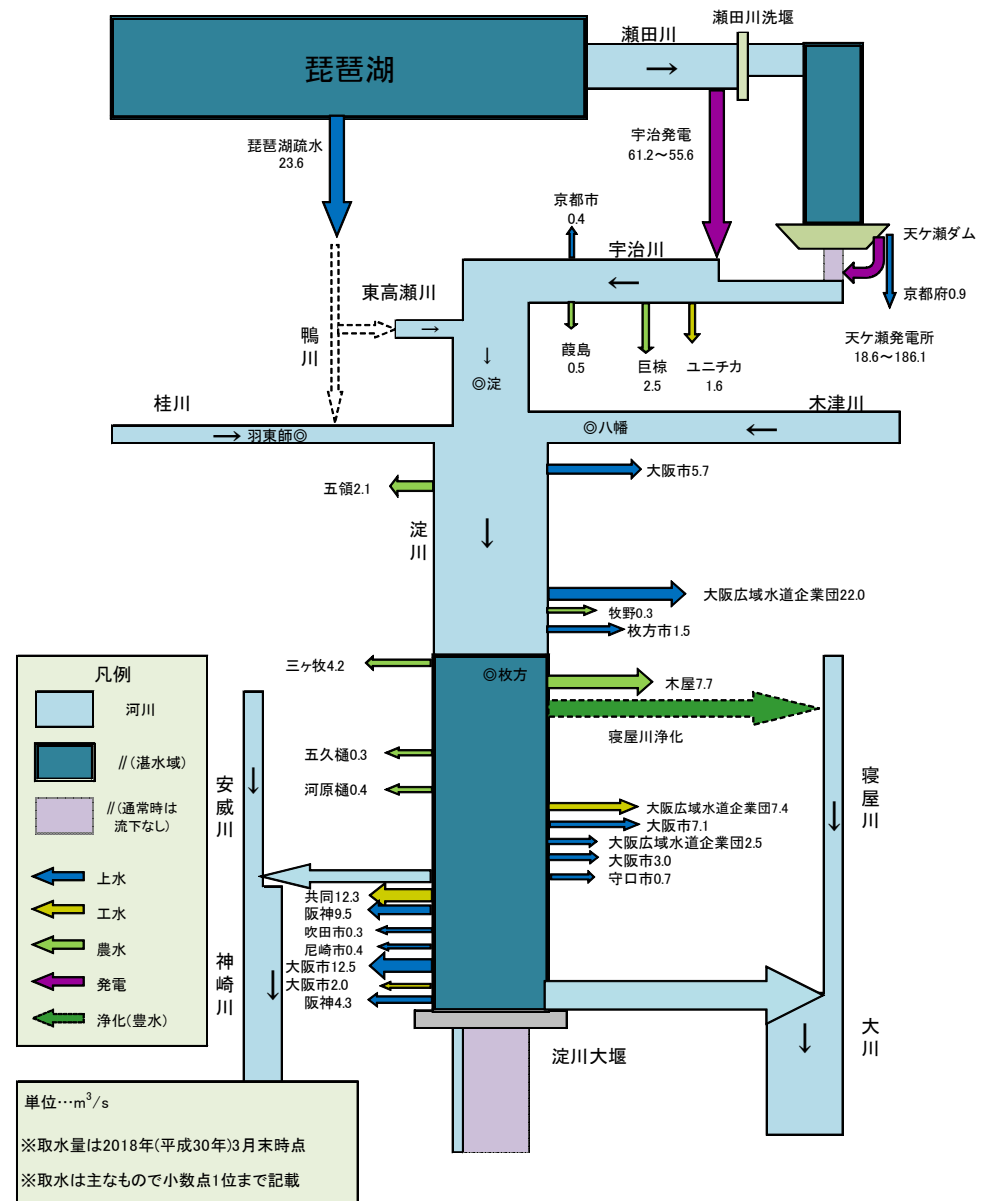 瀬田川洗堰
瀬田川
琵琶湖
→
琵琶湖疏水
23.6
宇治発電
61.2～55.6
京都市
0.4
宇治川
天ケ瀬ダム
←
京都府0.9
東高瀬川
→
鴨川
葭島
0.5
巨椋
2.5
ユニチカ
1.6
天ケ瀬発電所
18.6～186.1
↓
◎淀
桂川
木津川
→ 羽東師◎
◎八幡
←
大阪市5.7
五領2.1
淀川
↓
大阪広域水道企業団22.0
牧野0.3
枚方市1.5
三ヶ牧4.2
◎枚方
木屋7.7
寝屋川浄化
五久樋0.3
河原樋0.4
安威川
↓
寝屋川
↓
大阪広域水道企業団7.4
大阪市7.1
大阪広域水道企業団2.5
大阪市3.0
守口市0.7
共同12.3
阪神9.5
吹田市0.3
尼崎市0.4
大阪市12.5
大阪市2.0
阪神4.3
神崎川
↓
淀川大堰
大川
↓
凡例
河川
〃(湛水域)
〃(通常時は
流下なし)
上水
工水
農水
発電
浄化(豊水)
単位…m³/s
※取水量は2018年(平成30年)3月末時点
※取水は主なもので小数点1位まで記載